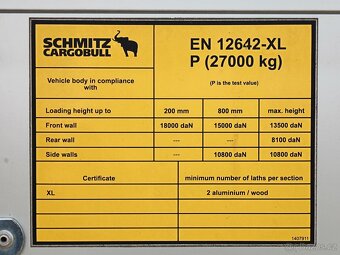 SCHMITZ
CARGOBULL
EN 12642-XL
P (27000 kg)
Vehicle body in compliance
with
(P is the test value)
Loading height up to 200 mm 800 mm max. height
Front wall 18000 daN 15000 daN 13500 daN
Rear wall --- --- 8100 daN
Side walls --- 10800 daN 10800 daN
Certificate minimum number of laths per section
XL 2 aluminium / wood
1407911